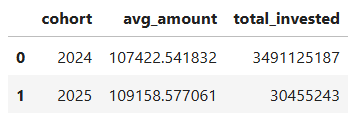 cohort avg_amount total_invested
0 2024 107422.541832 3491125187
1 2025 109158.577061 30455243